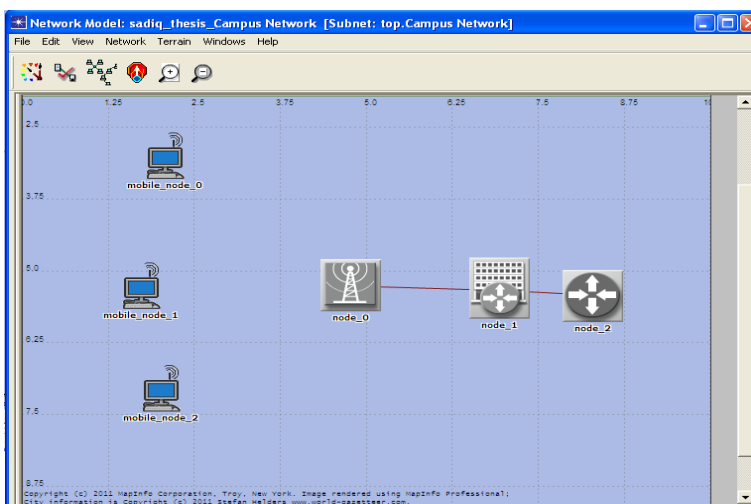 Network Model: sadiq_thesis_Campus Network [Subnet: top.Campus Network]
File Edit View Network Terrain Windows Help
0.0 1.25 2.5 3.75 5.0 6.25 7.5 8.75
2.5
mobile_node_0
3.75
5.0
mobile_node_1
node_0
node_1
node_2
6.25
mobile_node_2
7.5
8.75
Copyright (c) 2011 MapInfo Corporation, Troy, New York. Image rendered using MapInfo Professional;
City information is Copyright (c) 2011 Stefan Helders www.world-gazetteer.com.